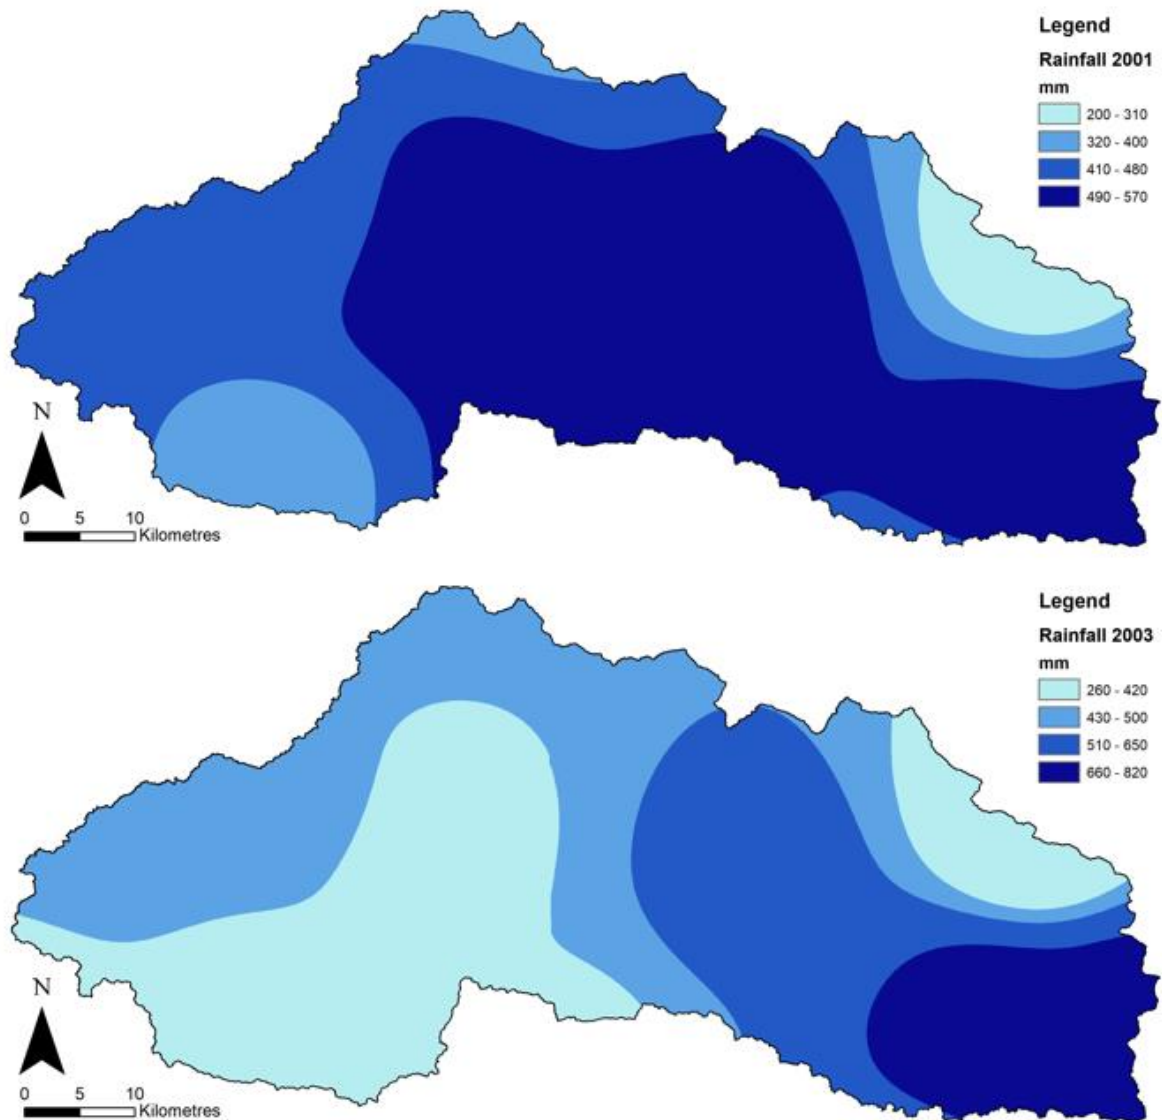 Legend
Rainfall 2001
mm
200 - 310
320 - 400
410 - 480
490 - 570
N
0 5 10
Kilometres
Legend
Rainfall 2003
mm
260 - 420
430 - 500
510 - 650
660 - 820
N
0 5 10
Kilometres